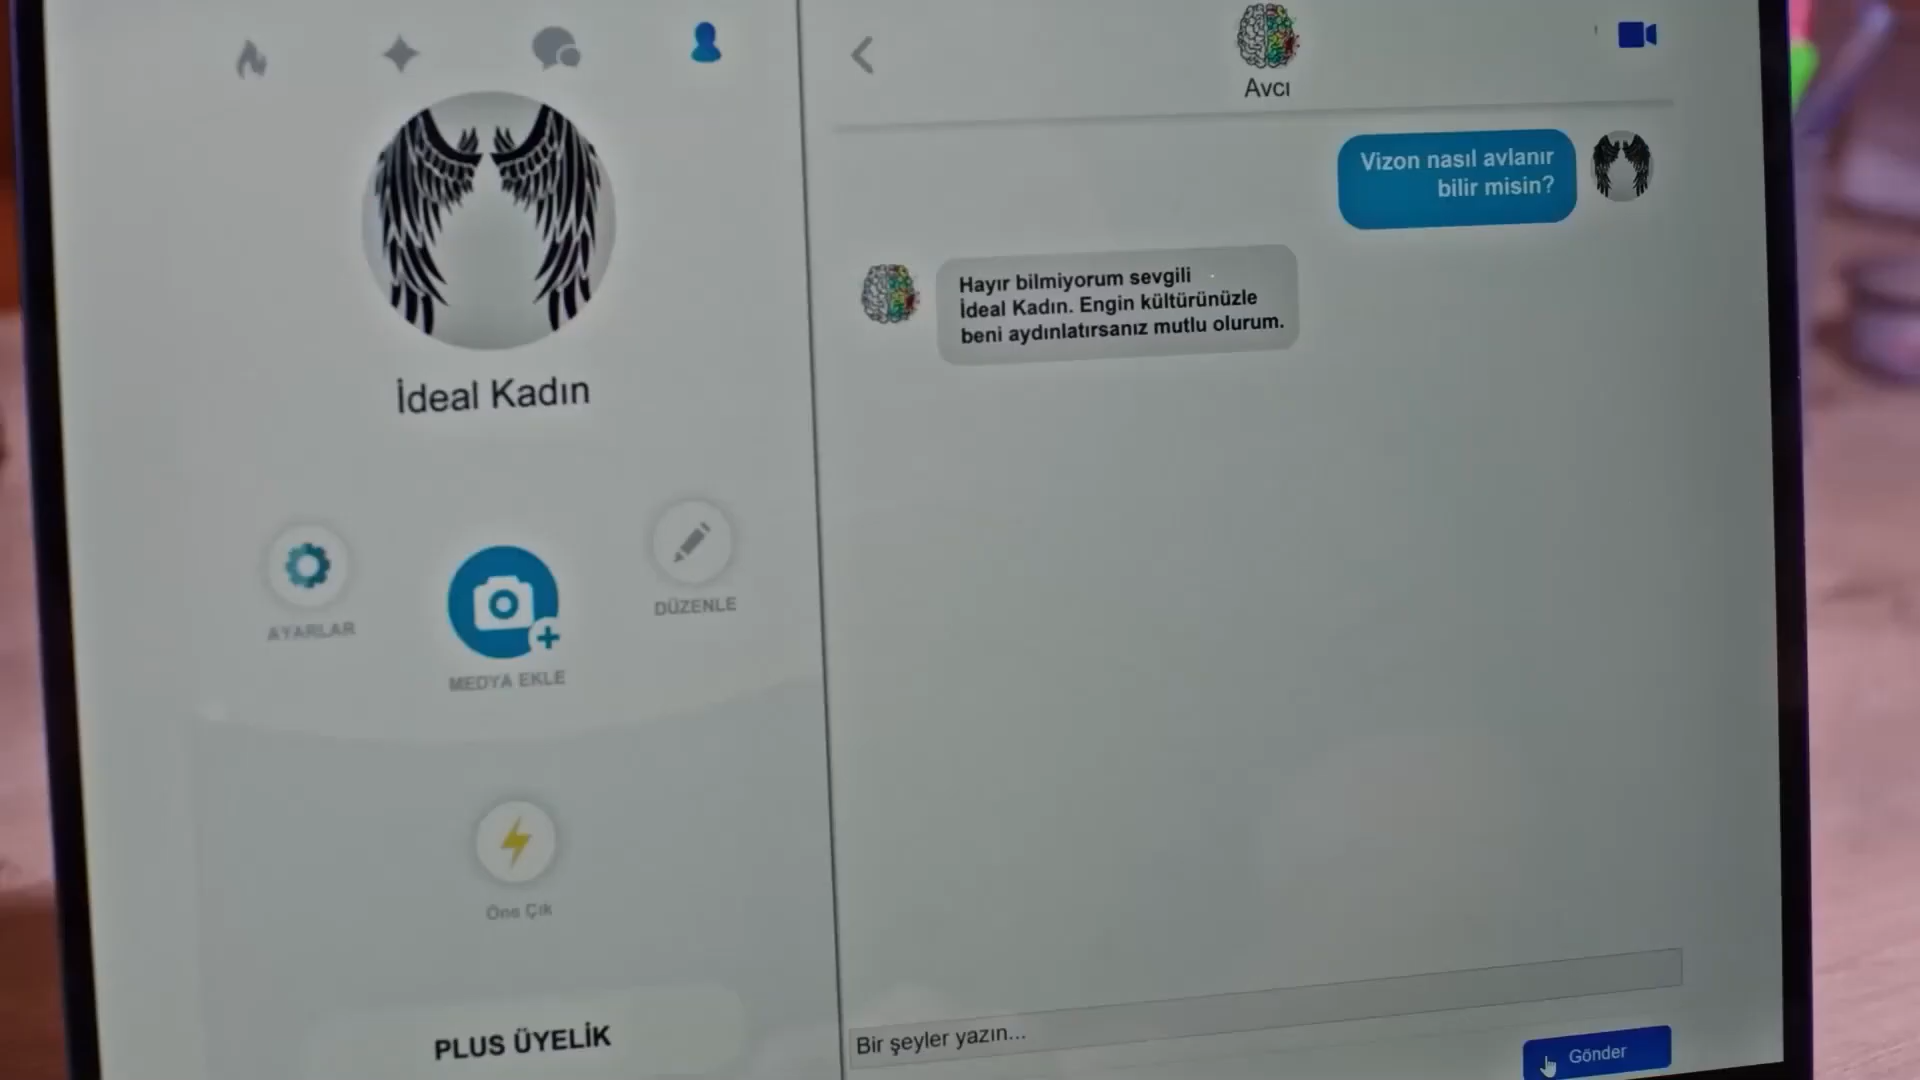 İdeal Kadın
AYARLAR
MEDYA EKLE
DÜZENLE
Öne Çık
PLUS ÜYELİK
Avcı
Vizon nasıl avlanır
bilir misin?
Hayır bilmiyorum sevgili
İdeal Kadın. Engin kültürünüzle
beni aydınlatırsanız mutlu olurum.
Bir şeyler yazın...
Gönder